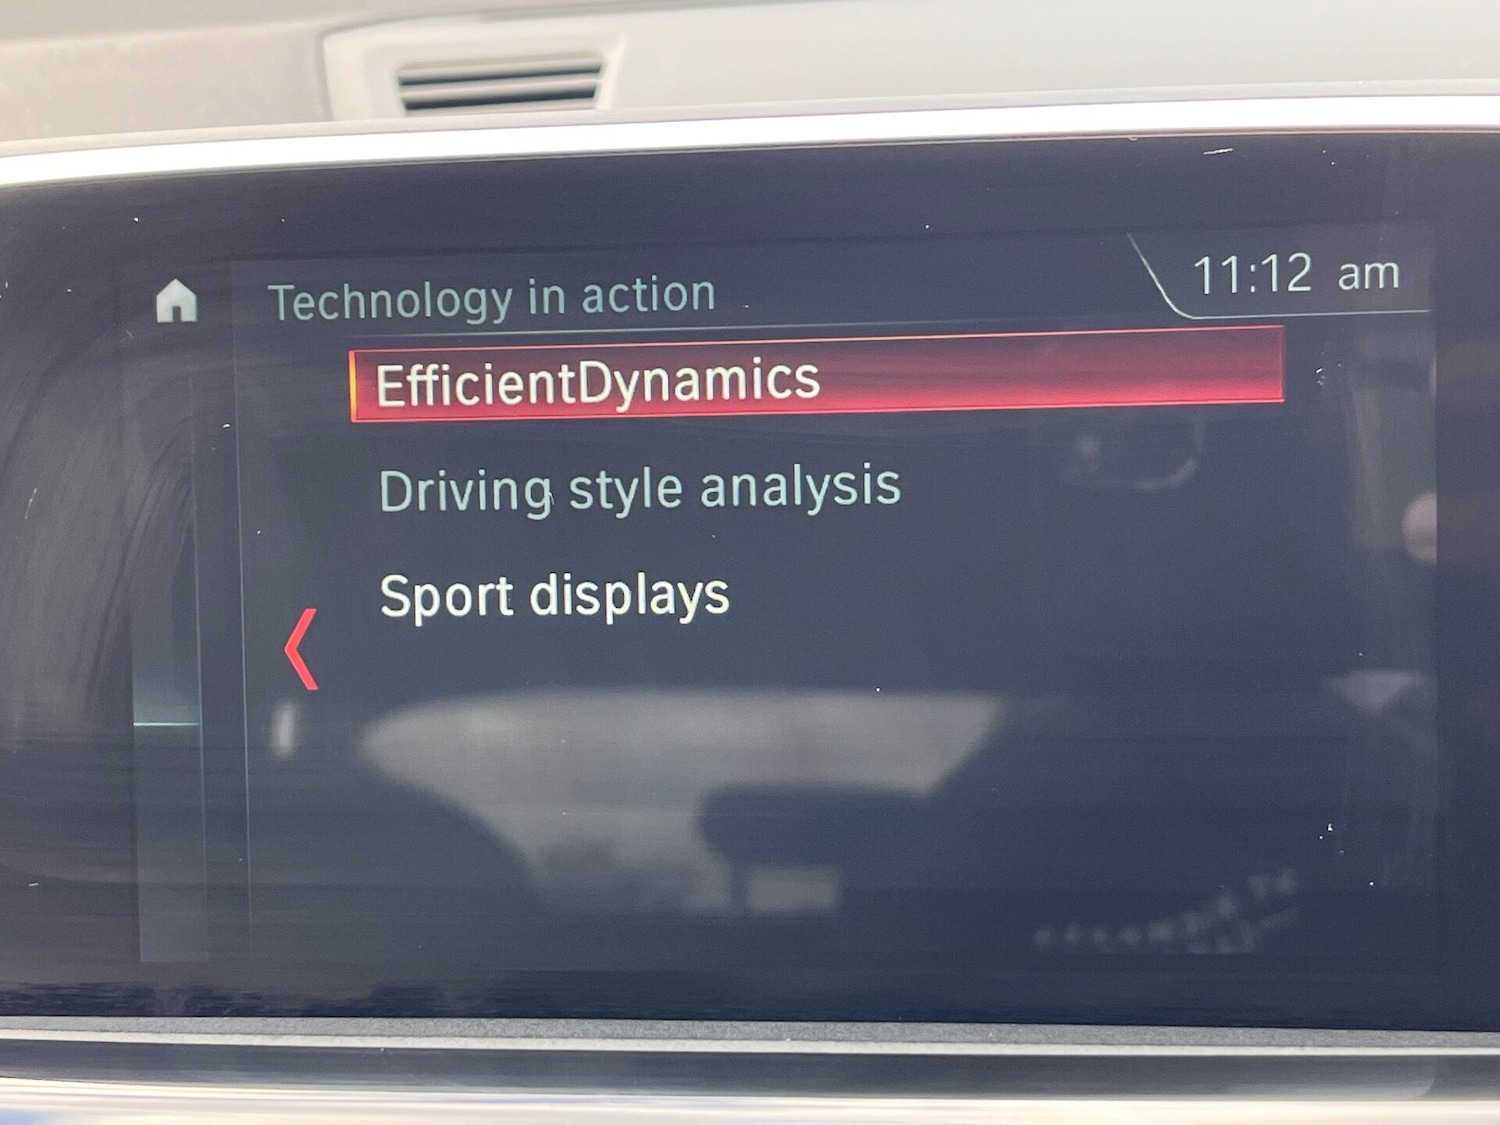 Technology in action
11:12 am
EfficientDynamics
Driving style analysis
Sport displays